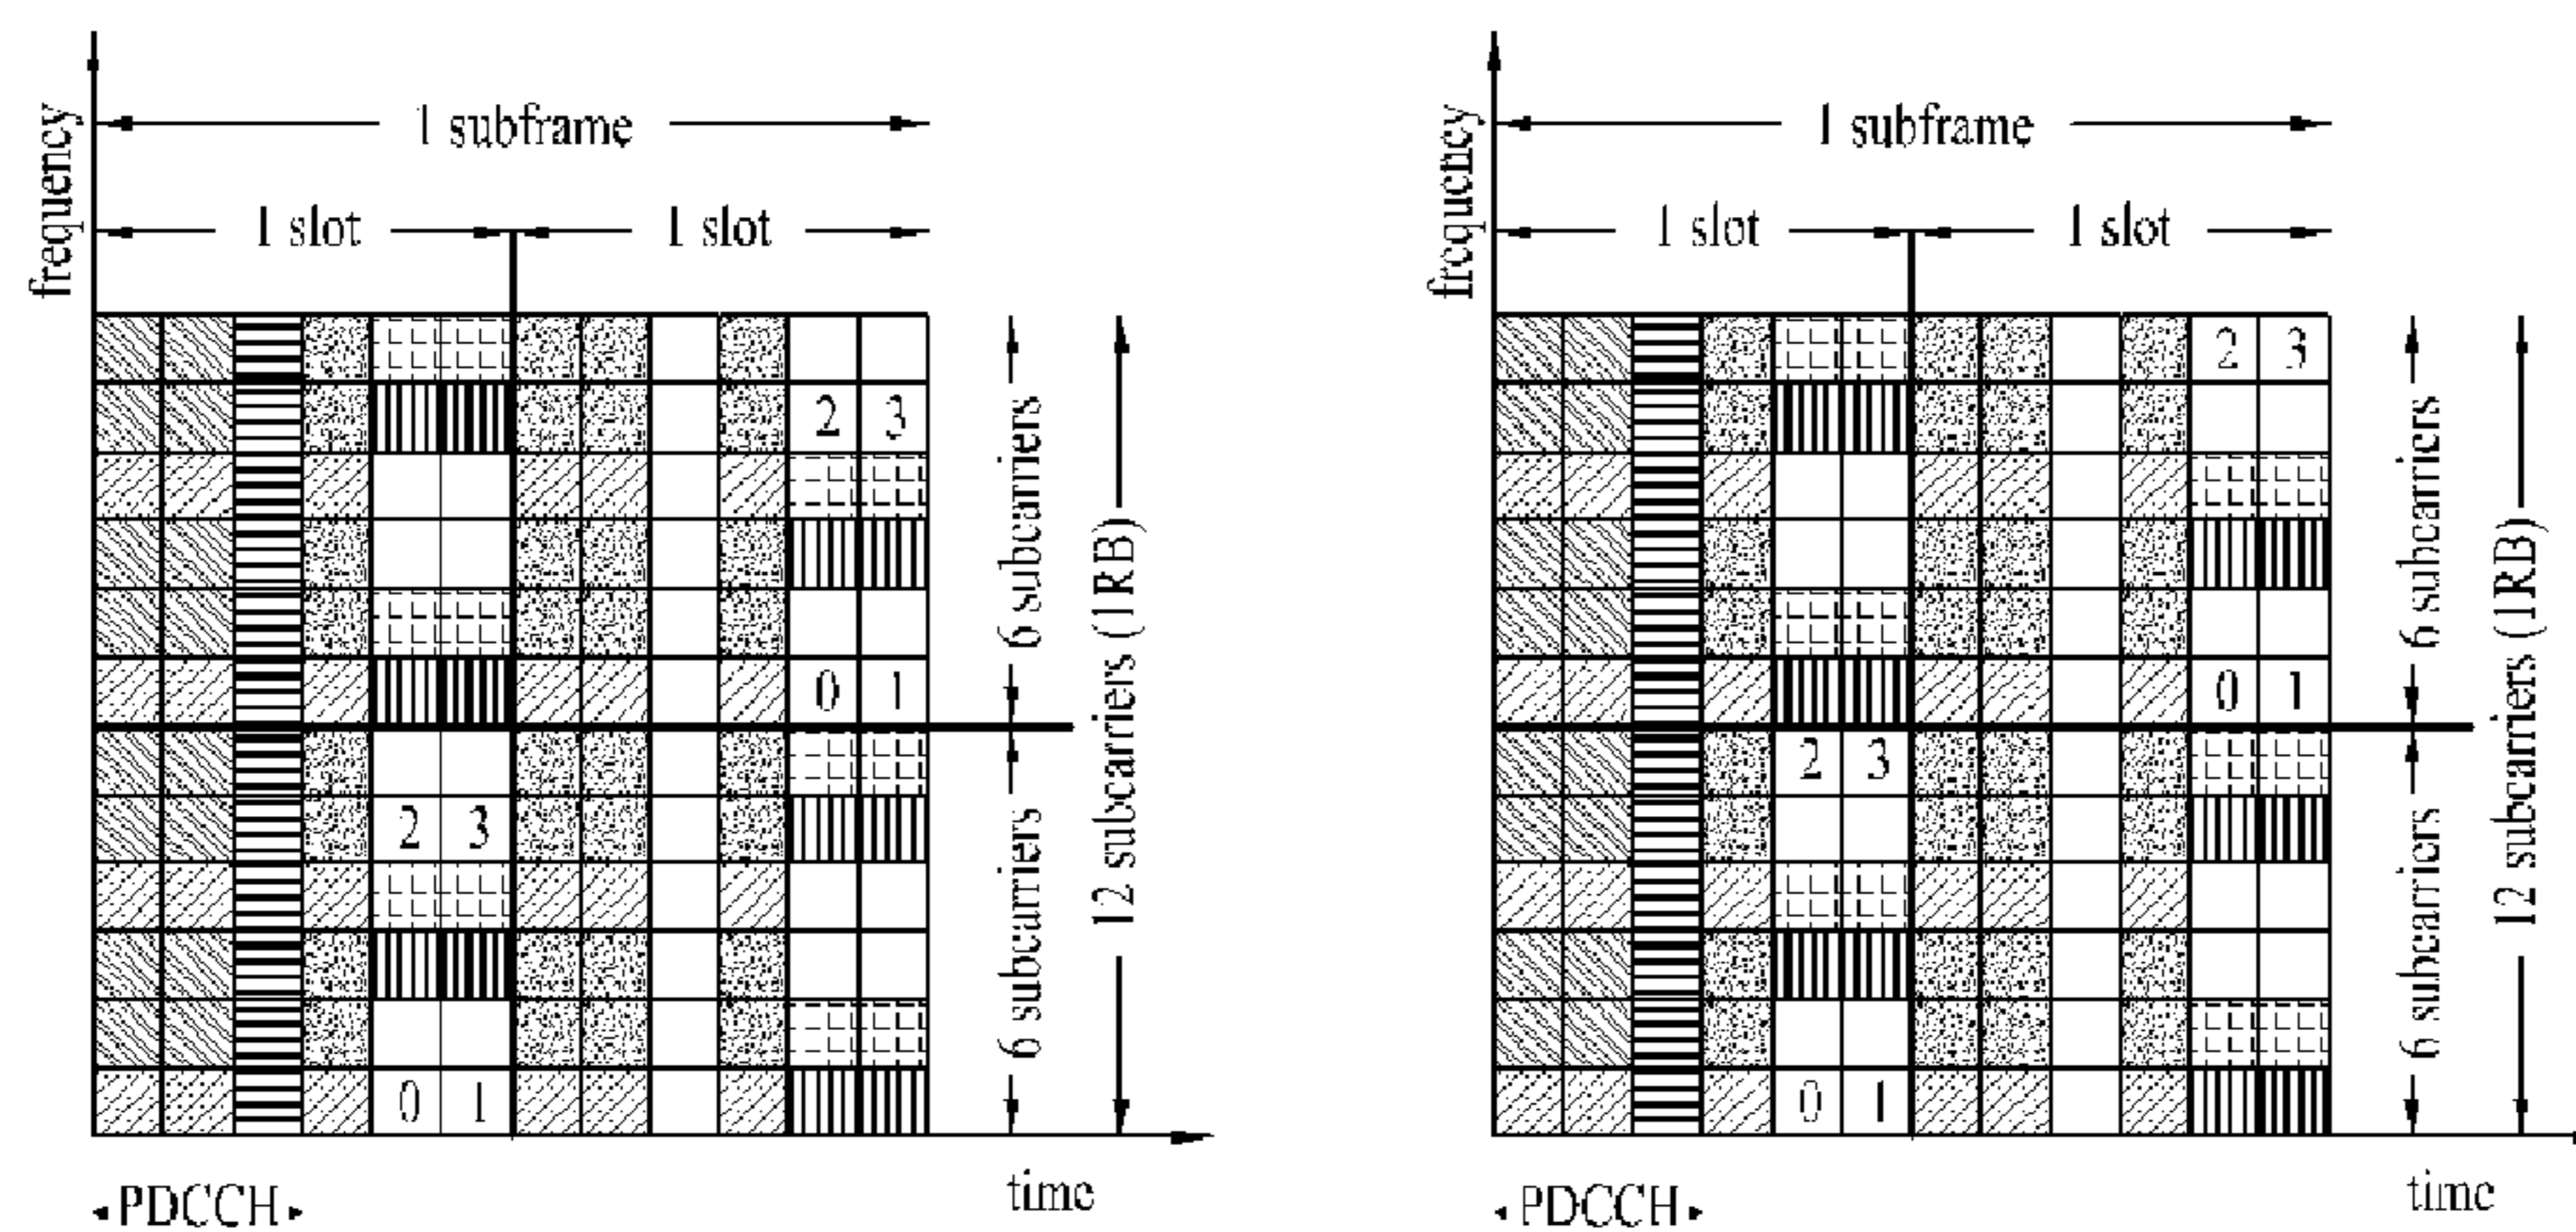 frequency
1 subframe
1 slot
1 slot
2 3
0 1
2 3
0 1
6 subcarriers
6 subcarriers
12 subcarriers (1RB)
time
PDCCH
frequency
1 subframe
1 slot
1 slot
2 3
0 1
2 3
0 1
6 subcarriers
6 subcarriers
12 subcarriers (1RB)
time
PDCCH